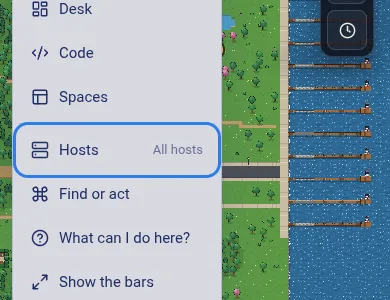 Desk
Code
Spaces
Hosts All hosts
Find or act
What can I do here?
Show the bars